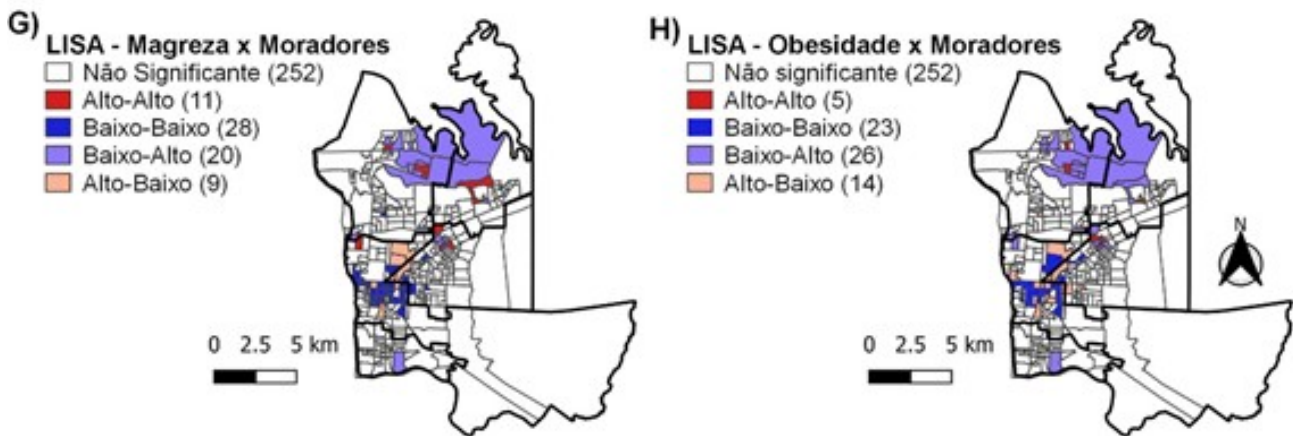 G)
LISA - Magreza x Moradores
Não Significante (252)
Alto-Alto (11)
Baixo-Baixo (28)
Baixo-Alto (20)
Alto-Baixo (9)
0 2.5 5 km
H)
LISA - Obesidade x Moradores
Não significante (252)
Alto-Alto (5)
Baixo-Baixo (23)
Baixo-Alto (26)
Alto-Baixo (14)
N
0 2.5 5 km